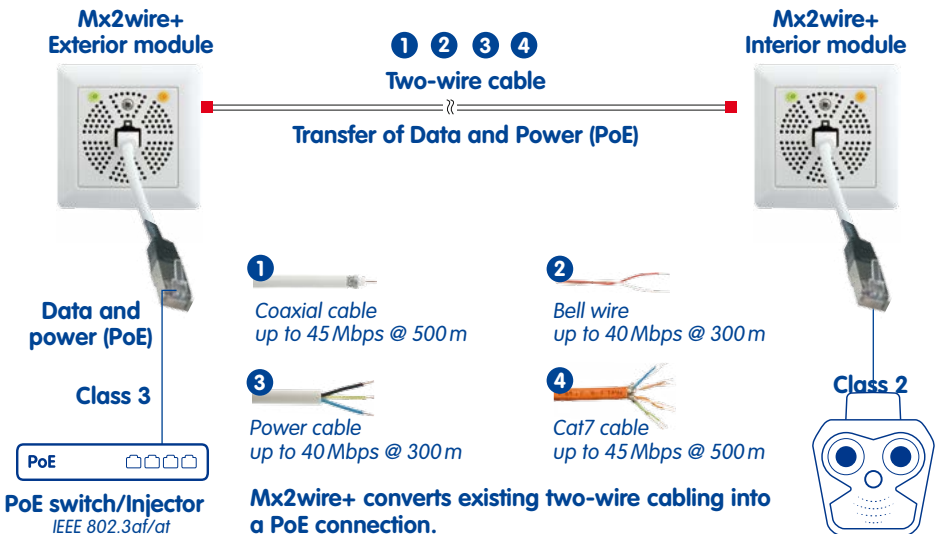 Mx2wire+
Exterior module
1 2 3 4
Two-wire cable
Transfer of Data and Power (PoE)
Mx2wire+
Interior module
Data and
power (PoE)
Class 3
PoE
PoE switch/Injector
IEEE 802.3af/at
1
Coaxial cable
up to 45 Mbps @ 500 m
2
Bell wire
up to 40 Mbps @ 300 m
3
Power cable
up to 40 Mbps @ 300 m
4
Cat7 cable
up to 45 Mbps @ 500 m
Class 2
Mx2wire+ converts existing two-wire cabling into
a PoE connection.